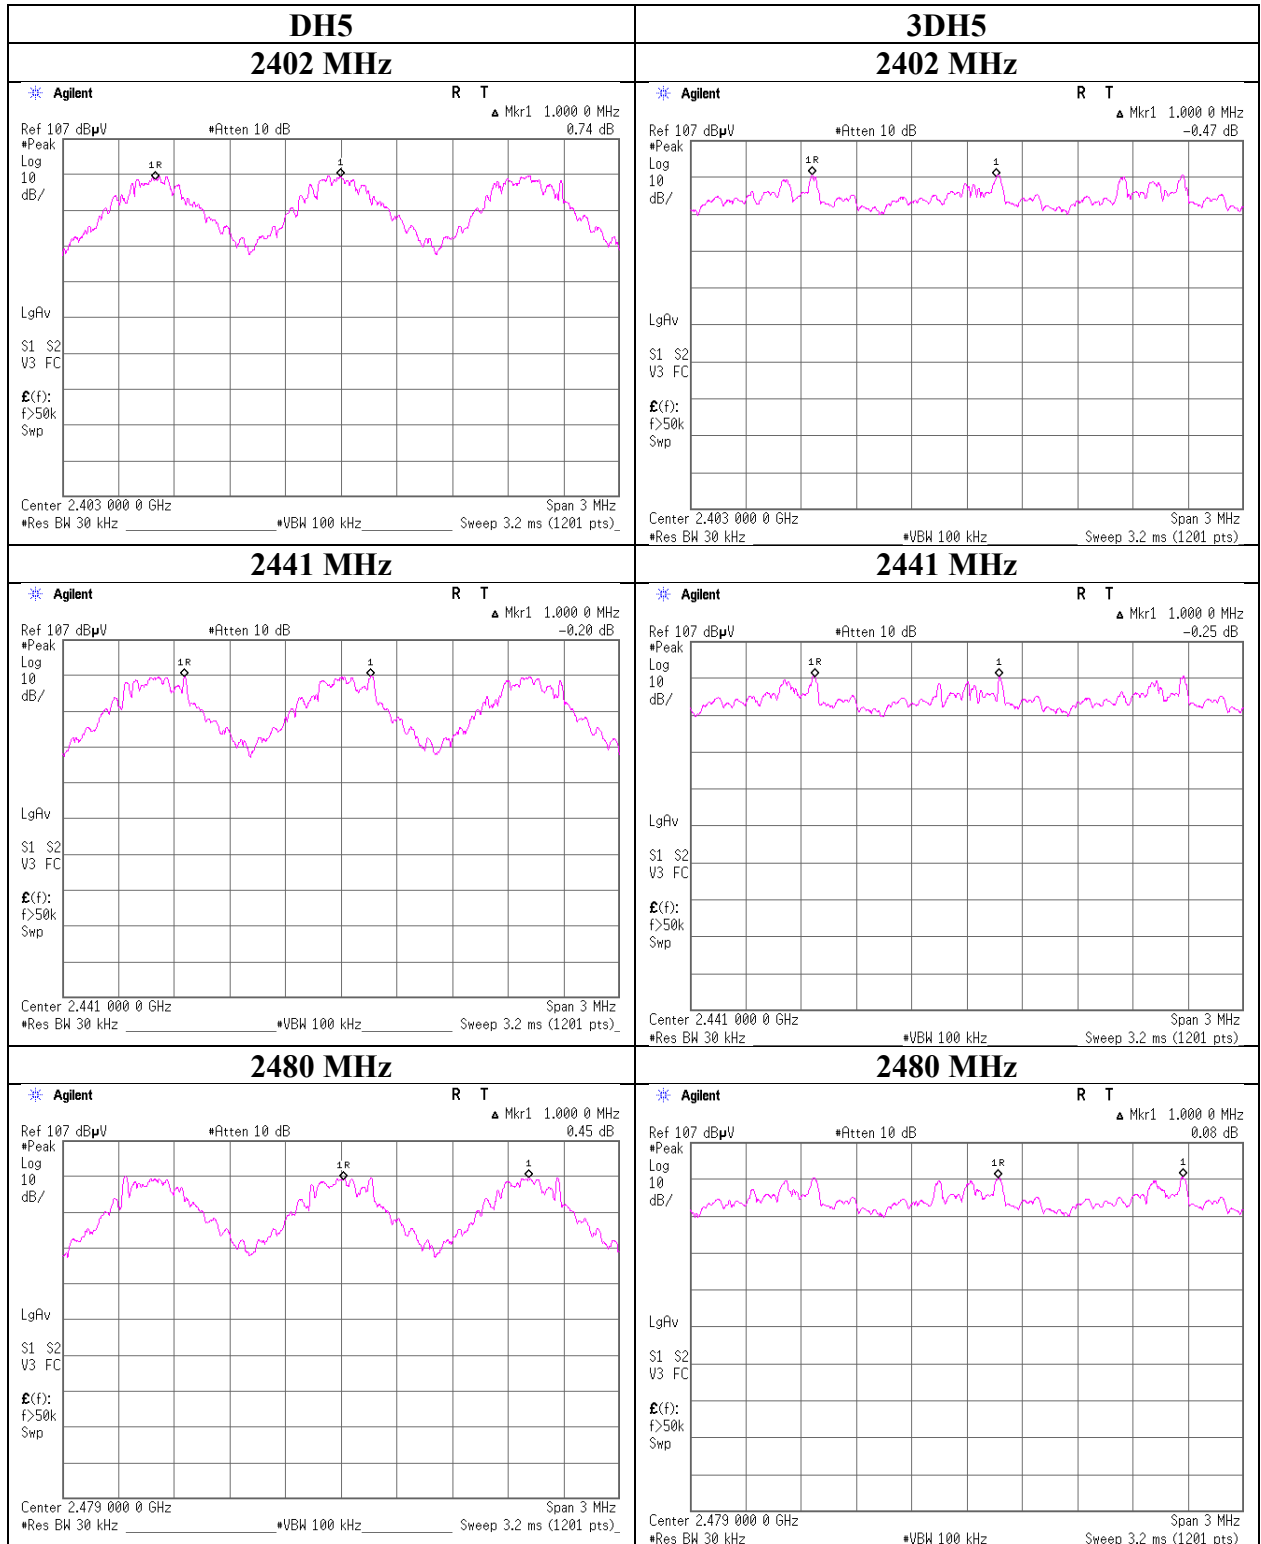 DH5
3DH5
2402 MHz
2402 MHz
Agilent R T
Δ Mkr1 1.000 0 MHz
Ref 107 dBµV #Atten 10 dB 0.74 dB
#Peak
Log
10
dB/
1R
1
LgAv
S1 S2
V3 FC
£(f):
f>50k
Swp
Center 2.403 000 0 GHz Span 3 MHz
#Res BW 30 kHz #VBW 100 kHz Sweep 3.2 ms (1201 pts)
Agilent R T
Δ Mkr1 1.000 0 MHz
Ref 107 dBµV #Atten 10 dB -0.47 dB
#Peak
Log
10
dB/
1R
1
LgAv
S1 S2
V3 FC
£(f):
f>50k
Swp
Center 2.403 000 0 GHz Span 3 MHz
#Res BW 30 kHz #VBW 100 kHz Sweep 3.2 ms (1201 pts)
2441 MHz
2441 MHz
Agilent R T
Δ Mkr1 1.000 0 MHz
Ref 107 dBµV #Atten 10 dB -0.20 dB
#Peak
Log
10
dB/
1R
1
LgAv
S1 S2
V3 FC
£(f):
f>50k
Swp
Center 2.441 000 0 GHz Span 3 MHz
#Res BW 30 kHz #VBW 100 kHz Sweep 3.2 ms (1201 pts)
Agilent R T
Δ Mkr1 1.000 0 MHz
Ref 107 dBµV #Atten 10 dB -0.25 dB
#Peak
Log
10
dB/
1R
1
LgAv
S1 S2
V3 FC
£(f):
f>50k
Swp
Center 2.441 000 0 GHz Span 3 MHz
#Res BW 30 kHz #VBW 100 kHz Sweep 3.2 ms (1201 pts)
2480 MHz
2480 MHz
Agilent R T
Δ Mkr1 1.000 0 MHz
Ref 107 dBµV #Atten 10 dB 0.45 dB
#Peak
Log
10
dB/
1R
1
LgAv
S1 S2
V3 FC
£(f):
f>50k
Swp
Center 2.479 000 0 GHz Span 3 MHz
#Res BW 30 kHz #VBW 100 kHz Sweep 3.2 ms (1201 pts)
Agilent R T
Δ Mkr1 1.000 0 MHz
Ref 107 dBµV #Atten 10 dB 0.08 dB
#Peak
Log
10
dB/
1R
1
LgAv
S1 S2
V3 FC
£(f):
f>50k
Swp
Center 2.479 000 0 GHz Span 3 MHz
#Res BW 30 kHz #VBW 100 kHz Sweep 3.2 ms (1201 pts)